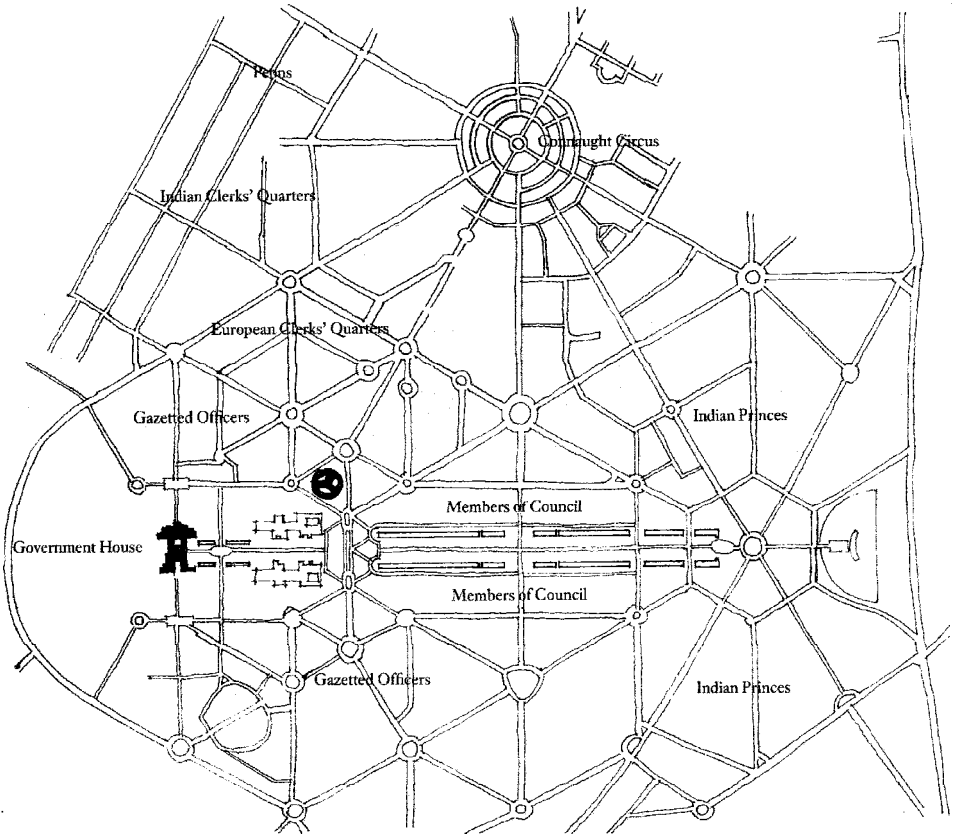 Peons
Connaught Circus
Indian Clerks' Quarters
European Clerks' Quarters
Gazetted Officers
Indian Princes
Members of Council
Government House
Members of Council
Gazetted Officers
Indian Princes